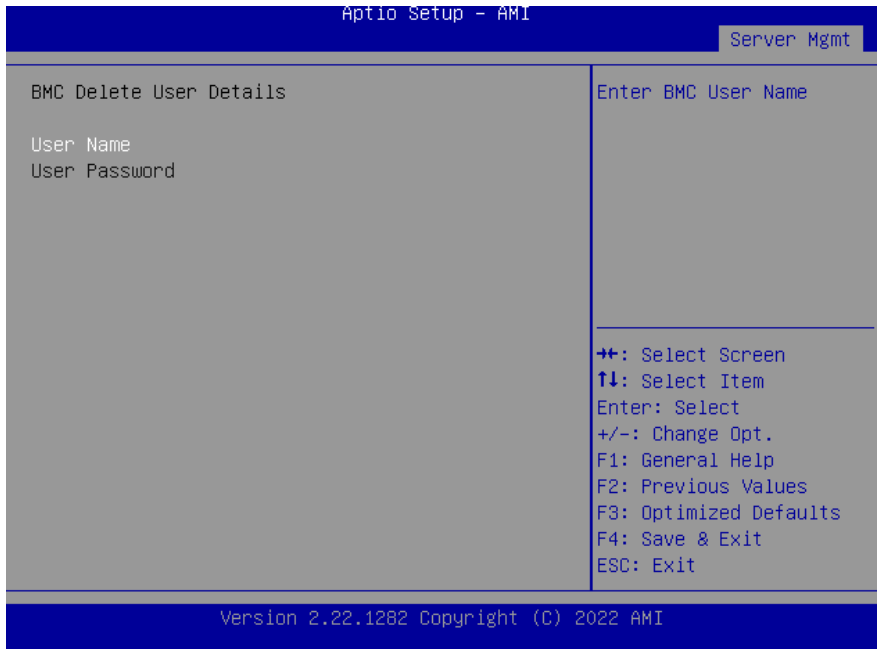 Aptio Setup – AMI
Server Mgmt
BMC Delete User Details
User Name
User Password
Enter BMC User Name
→←: Select Screen
↑↓: Select Item
Enter: Select
+/-: Change Opt.
F1: General Help
F2: Previous Values
F3: Optimized Defaults
F4: Save & Exit
ESC: Exit
Version 2.22.1282 Copyright (C) 2022 AMI